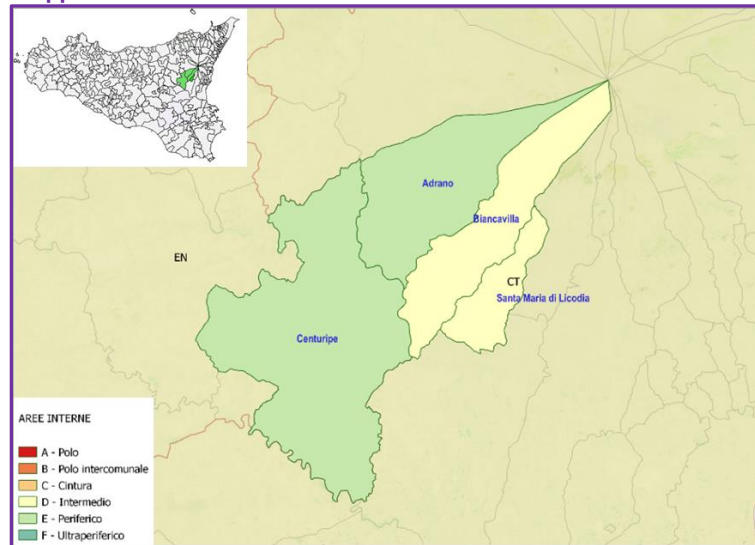 Adrano
Biancavilla
EN
CT
Santa Maria di Licodia
Centuripe
AREE INTERNE
A - Polo
B - Polo intercomunale
C - Cintura
D - Intermedio
E - Periferico
F - Ultraperiferico